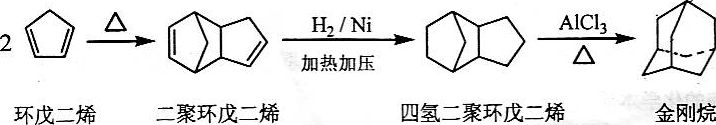 2 △ H₂/Ni AlCl₃
加热加压 △
环戊二烯 二聚环戊二烯 四氢二聚环戊二烯 金刚烷